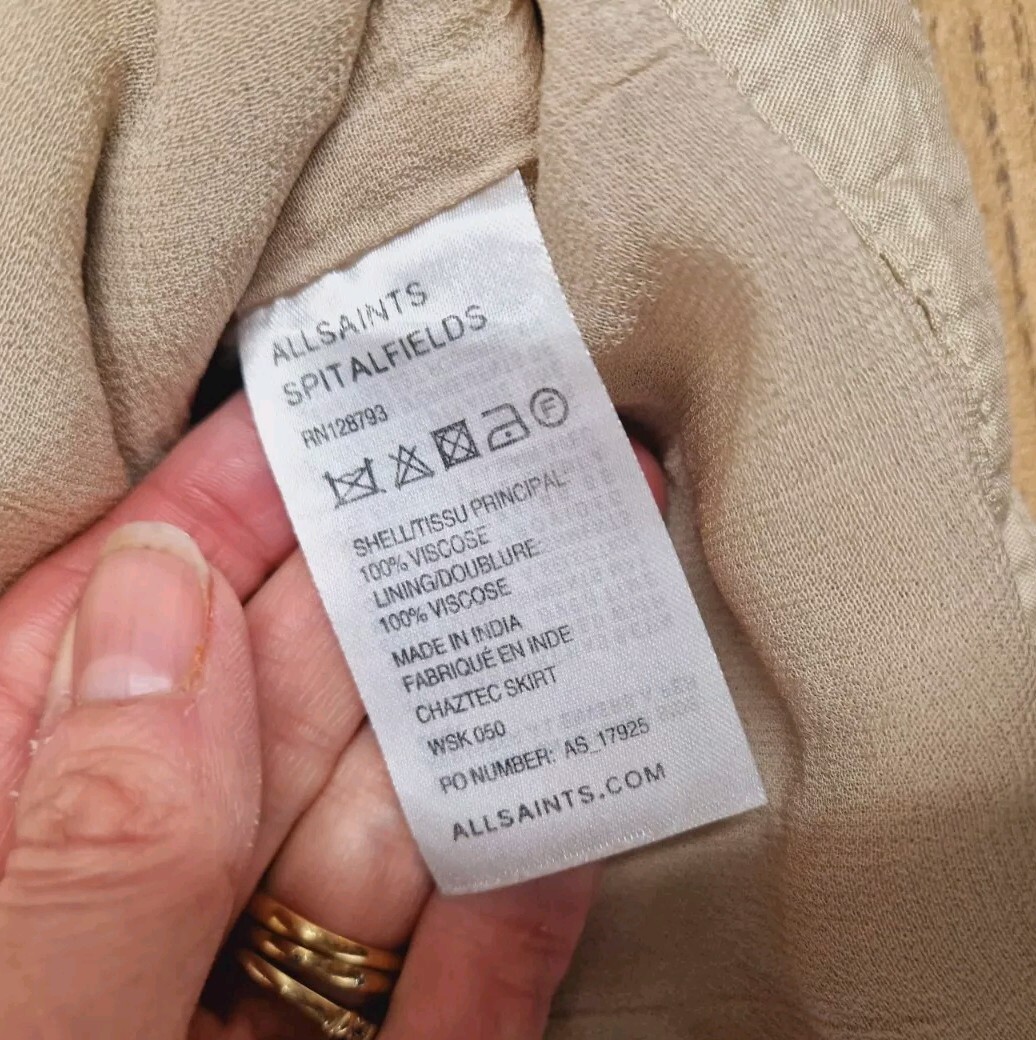 ALLSAINTS
SPITALFIELDS
RN128793
F
SHELL/TISSU PRINCIPAL
100% VISCOSE
LINING/DOUBLURE
100% VISCOSE
MADE IN INDIA
FABRIQUÉ EN INDE
CHAZTEC SKIRT
WSK 050
PO NUMBER: AS_17925
ALLSAINTS.COM